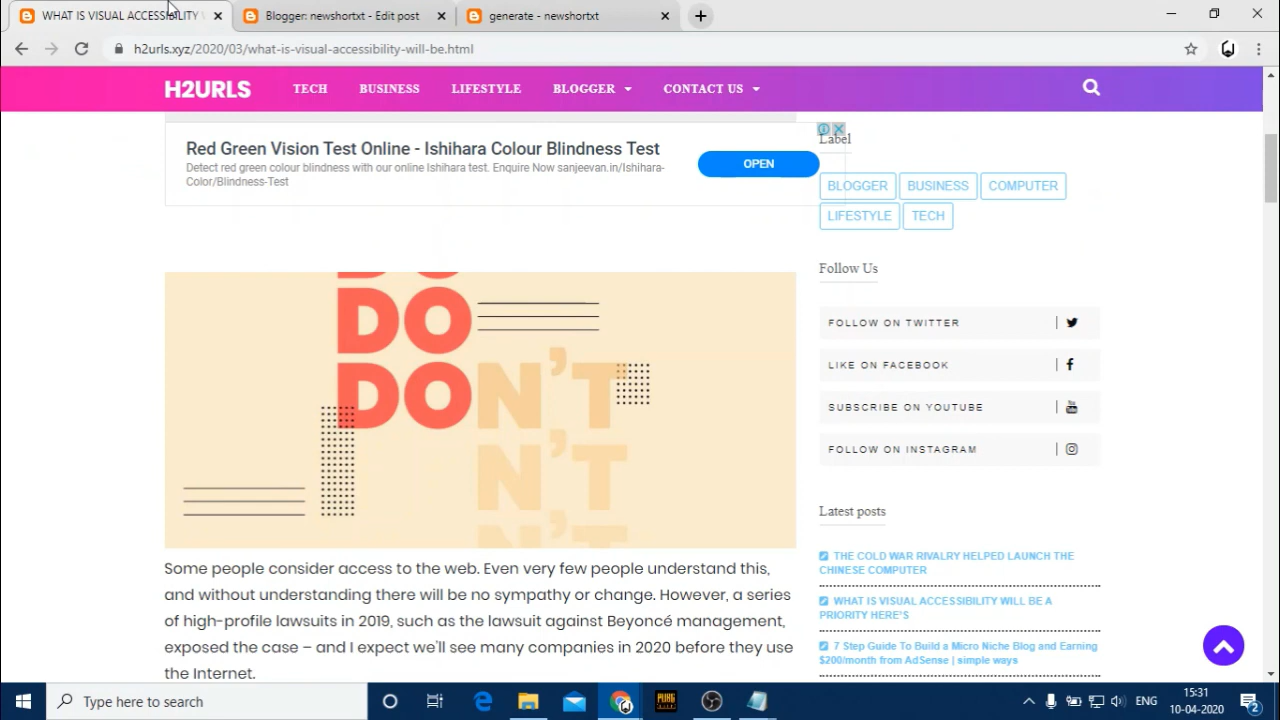 WHAT IS VISUAL ACCESSIBILITY W
Blogger: newshortxt - Edit post
generate - newshortxt
h2urls.xyz/2020/03/what-is-visual-accessibility-will-be.html
H2URLS
TECH
BUSINESS
LIFESTYLE
BLOGGER
CONTACT US
Red Green Vision Test Online - Ishihara Colour Blindness Test
Detect red green colour blindness with our online Ishihara test. Enquire Now sanjeevan.in/Ishihara-
Color/Blindness-Test
OPEN
DO
DO
DON'T
N'T
N'T
Some people consider access to the web. Even very few people understand this,
and without understanding there will be no sympathy or change. However, a series
of high-profile lawsuits in 2019, such as the lawsuit against Beyoncé management,
exposed the case – and I expect we'll see many companies in 2020 before they use
the Internet.
Label
BLOGGER
BUSINESS
COMPUTER
LIFESTYLE
TECH
Follow Us
FOLLOW ON TWITTER
LIKE ON FACEBOOK
SUBSCRIBE ON YOUTUBE
FOLLOW ON INSTAGRAM
Latest posts
THE COLD WAR RIVALRY HELPED LAUNCH THE
CHINESE COMPUTER
WHAT IS VISUAL ACCESSIBILITY WILL BE A
PRIORITY HERE'S
7 Step Guide To Build a Micro Niche Blog and Earning
$200/month from AdSense | simple ways
Type here to search
ENG
15:31
10-04-2020
2